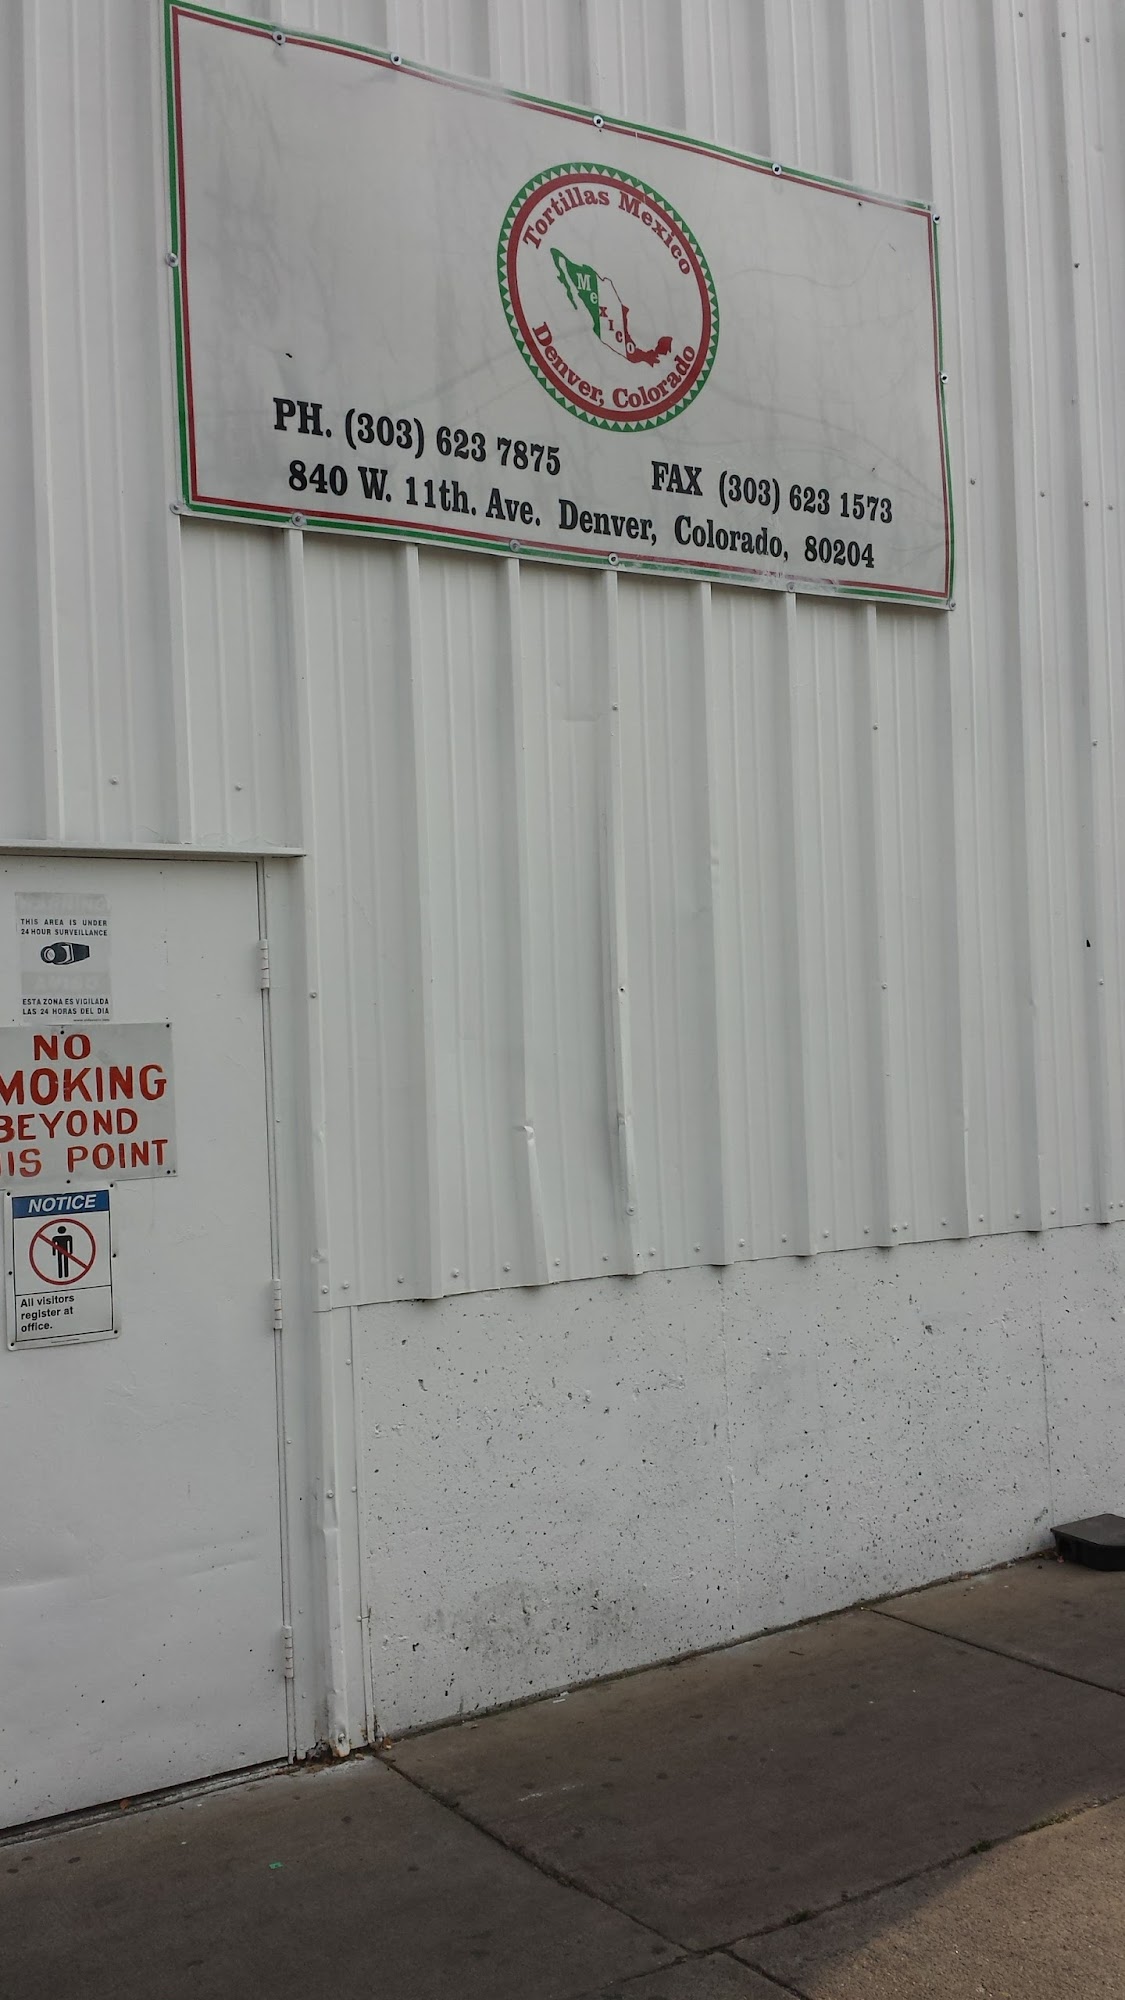 Tortillas Mexico
Mexico
Denver, Colorado
PH. (303) 623 7875
FAX (303) 623 1573
840 W. 11th. Ave. Denver, Colorado, 80204
WARNING
THIS AREA IS UNDER
24 HOUR SURVEILLANCE
AVISO
ESTA ZONA ES VIGILADA
LAS 24 HORAS DEL DIA
NO
MOKING
BEYOND
IS POINT
NOTICE
All visitors
register at
office.